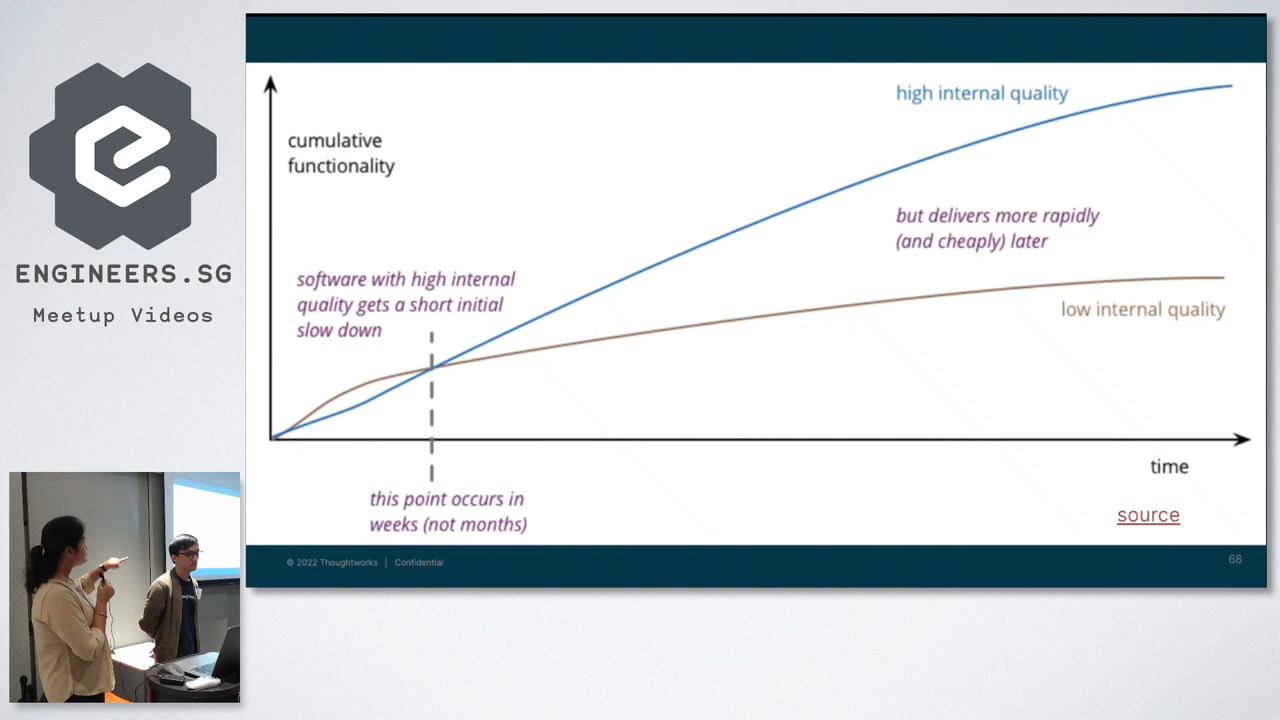 ENGINEERS.SG
Meetup Videos
high internal quality
cumulative
functionality
but delivers more rapidly
(and cheaply) later
software with high internal
quality gets a short initial
slow down
low internal quality
time
this point occurs in
weeks (not months)
source
© 2022 Thoughtworks | Confidential
68